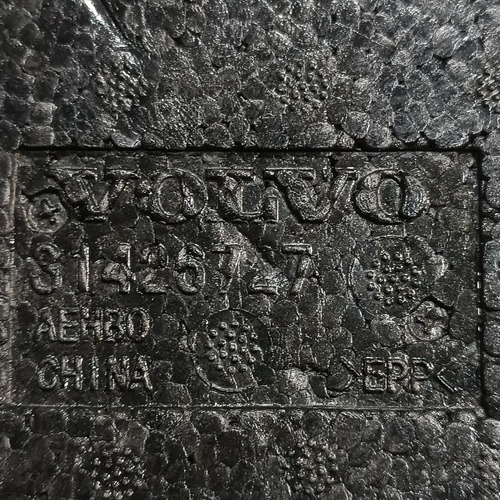 VOLVO
31426727
AEHBO
CHINA >EPP<